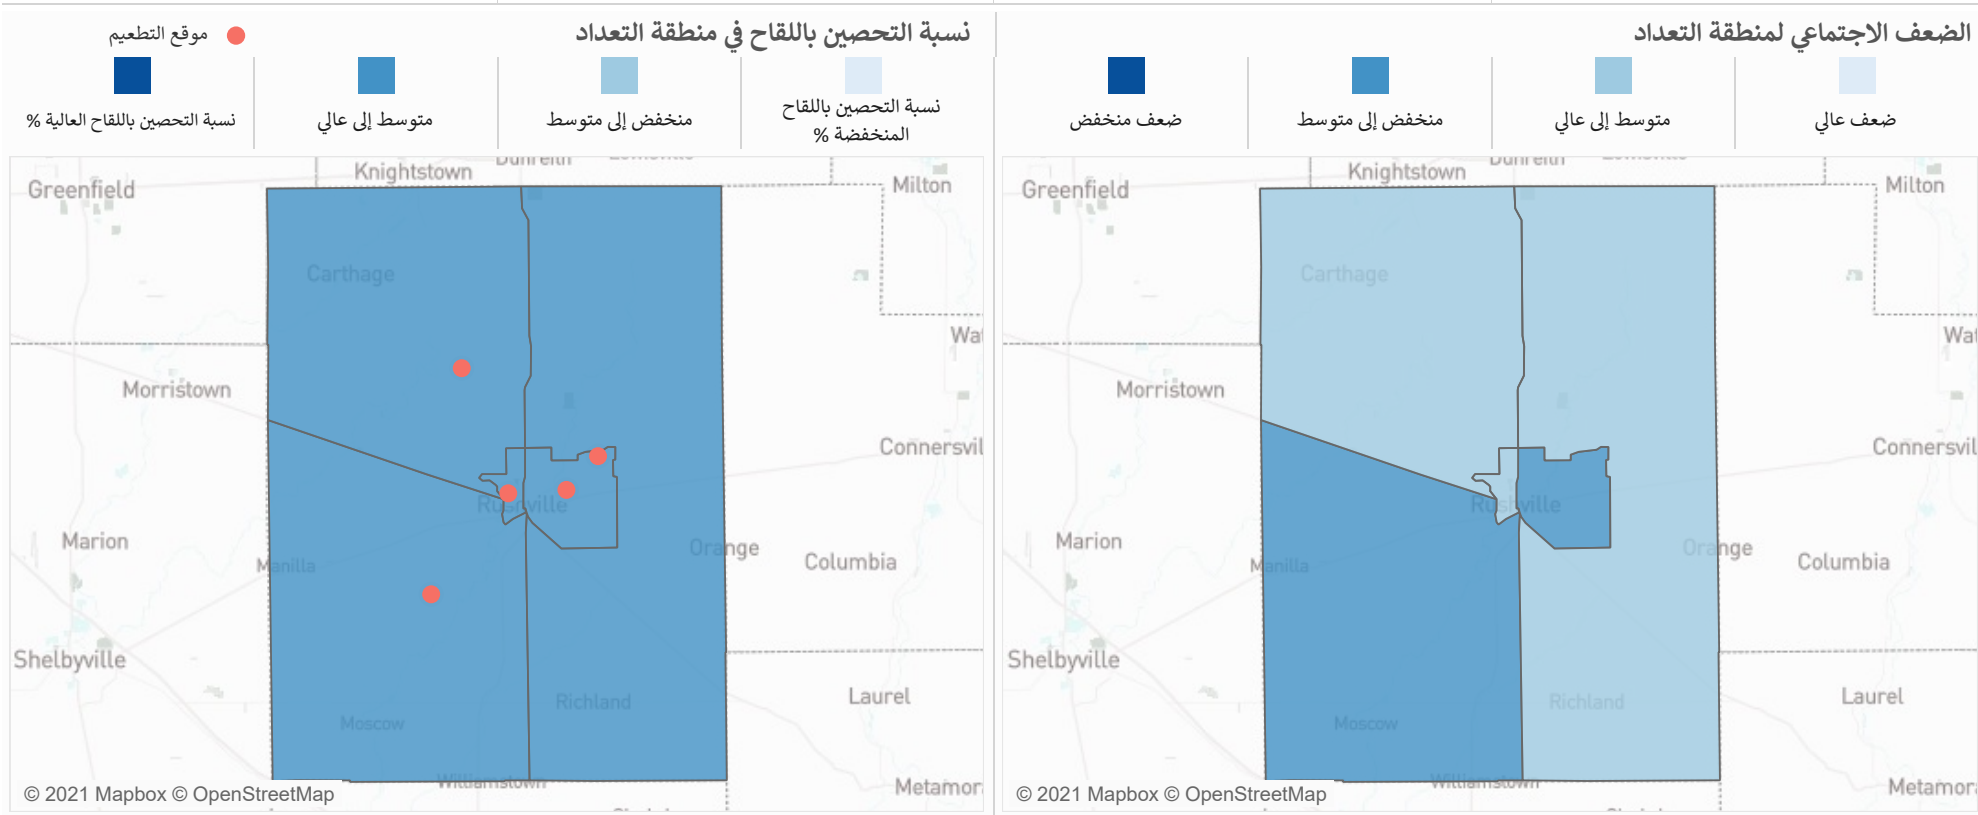 الضعف الاجتماعي لمنطقة التعداد
ضعف عالي
متوسط إلى عالي
منخفض إلى متوسط
ضعف منخفض
Knightstown
Greenfield
Milton
Carthage
Morristown
Connersvil
Rushville
Marion
Orange
Columbia
Manilla
Shelbyville
Laurel
Richland
Moscow
Williamstown
Metamor
© 2021 Mapbox © OpenStreetMap
نسبة التحصين باللقاح في منطقة التعداد
موقع التطعيم
نسبة التحصين باللقاح
المنخفضة %
منخفض إلى متوسط
متوسط إلى عالي
نسبة التحصين باللقاح العالية %
Knightstown
Greenfield
Milton
Carthage
Morristown
Connersvil
Rushville
Marion
Orange
Columbia
Manilla
Shelbyville
Laurel
Richland
Moscow
Williamstown
Metamor
© 2021 Mapbox © OpenStreetMap